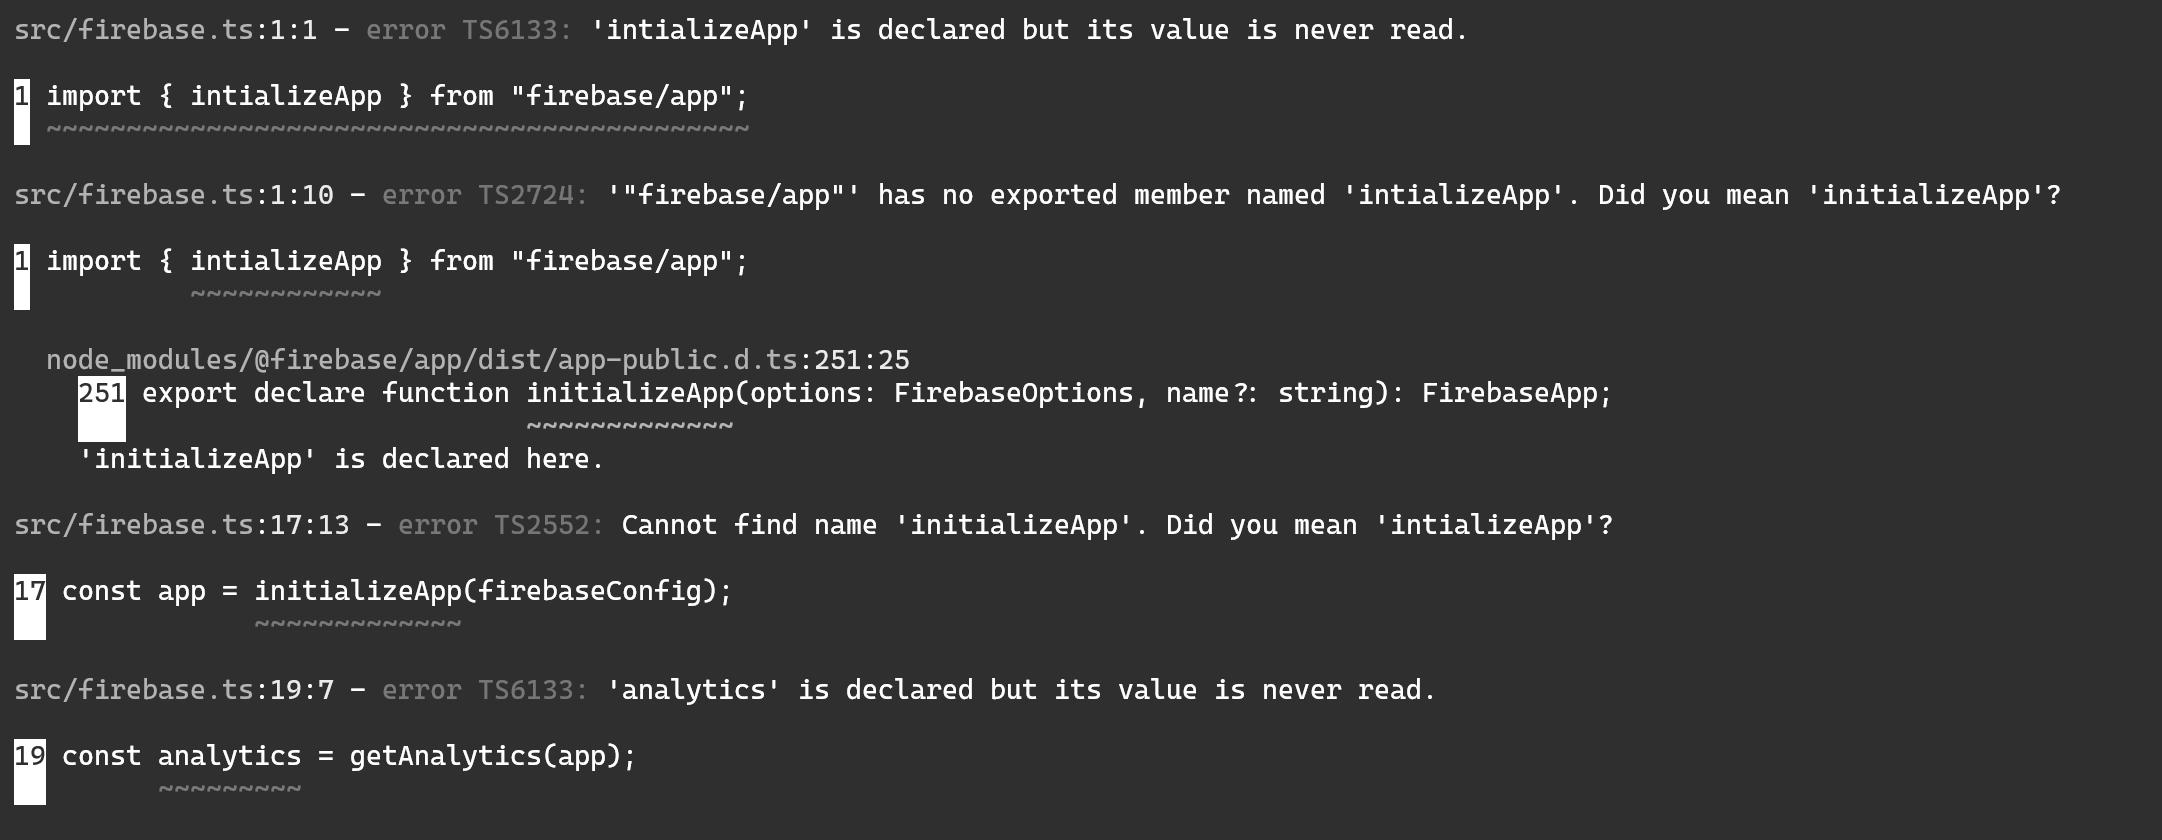 src/firebase.ts:1:1 - error TS6133: 'intializeApp' is declared but its value is never read.
1 import { intializeApp } from "firebase/app";
~~~~~~~~~~~~~~~~~~~~~~~~~~~~~~~~~~~~~~~~~~~~
src/firebase.ts:1:10 - error TS2724: '"firebase/app"' has no exported member named 'intializeApp'. Did you mean 'initializeApp'?
1 import { intializeApp } from "firebase/app";
~~~~~~~~~~~~
node_modules/@firebase/app/dist/app-public.d.ts:251:25
251 export declare function initializeApp(options: FirebaseOptions, name?: string): FirebaseApp;
~~~~~~~~~~~~~
'initializeApp' is declared here.
src/firebase.ts:17:13 - error TS2552: Cannot find name 'initializeApp'. Did you mean 'intializeApp'?
17 const app = initializeApp(firebaseConfig);
~~~~~~~~~~~~~
src/firebase.ts:19:7 - error TS6133: 'analytics' is declared but its value is never read.
19 const analytics = getAnalytics(app);
~~~~~~~~~